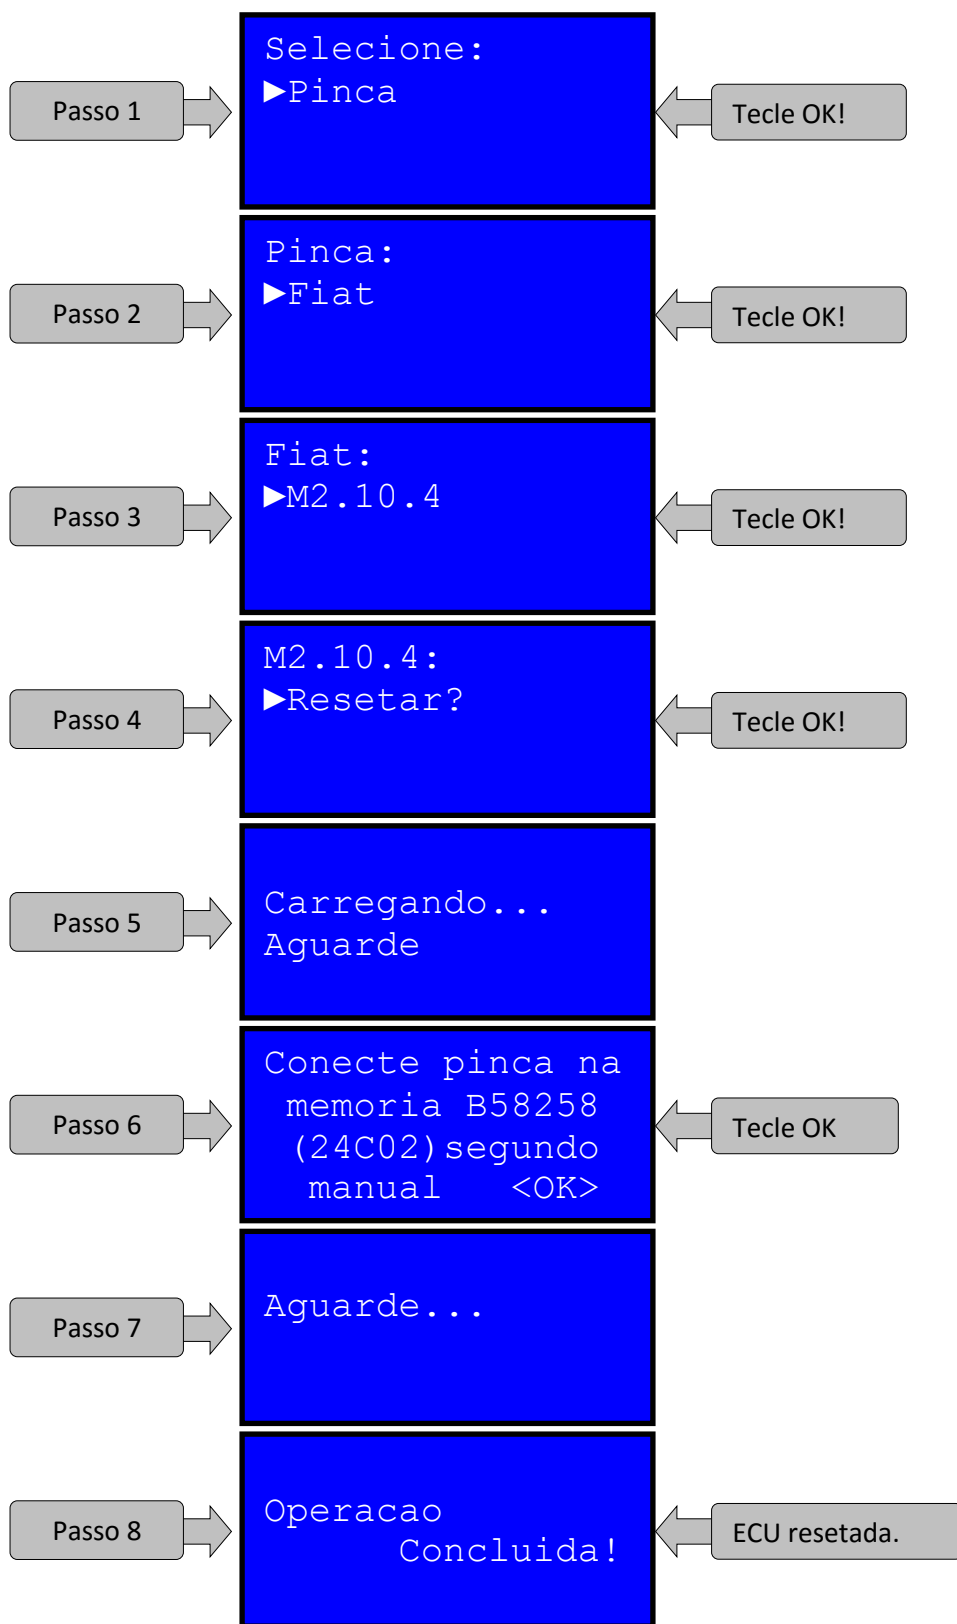 Selecione:
►Pinca
Passo 1
Tecle OK!
Pinca:
►Fiat
Passo 2
Tecle OK!
Fiat:
►M2.10.4
Passo 3
Tecle OK!
M2.10.4:
►Resetar?
Passo 4
Tecle OK!
Carregando...
Aguarde
Passo 5
Conecte pinca na
memoria B58258
(24C02)segundo
manual <OK>
Passo 6
Tecle OK
Aguarde...
Passo 7
Operacao
Concluida!
Passo 8
ECU resetada.